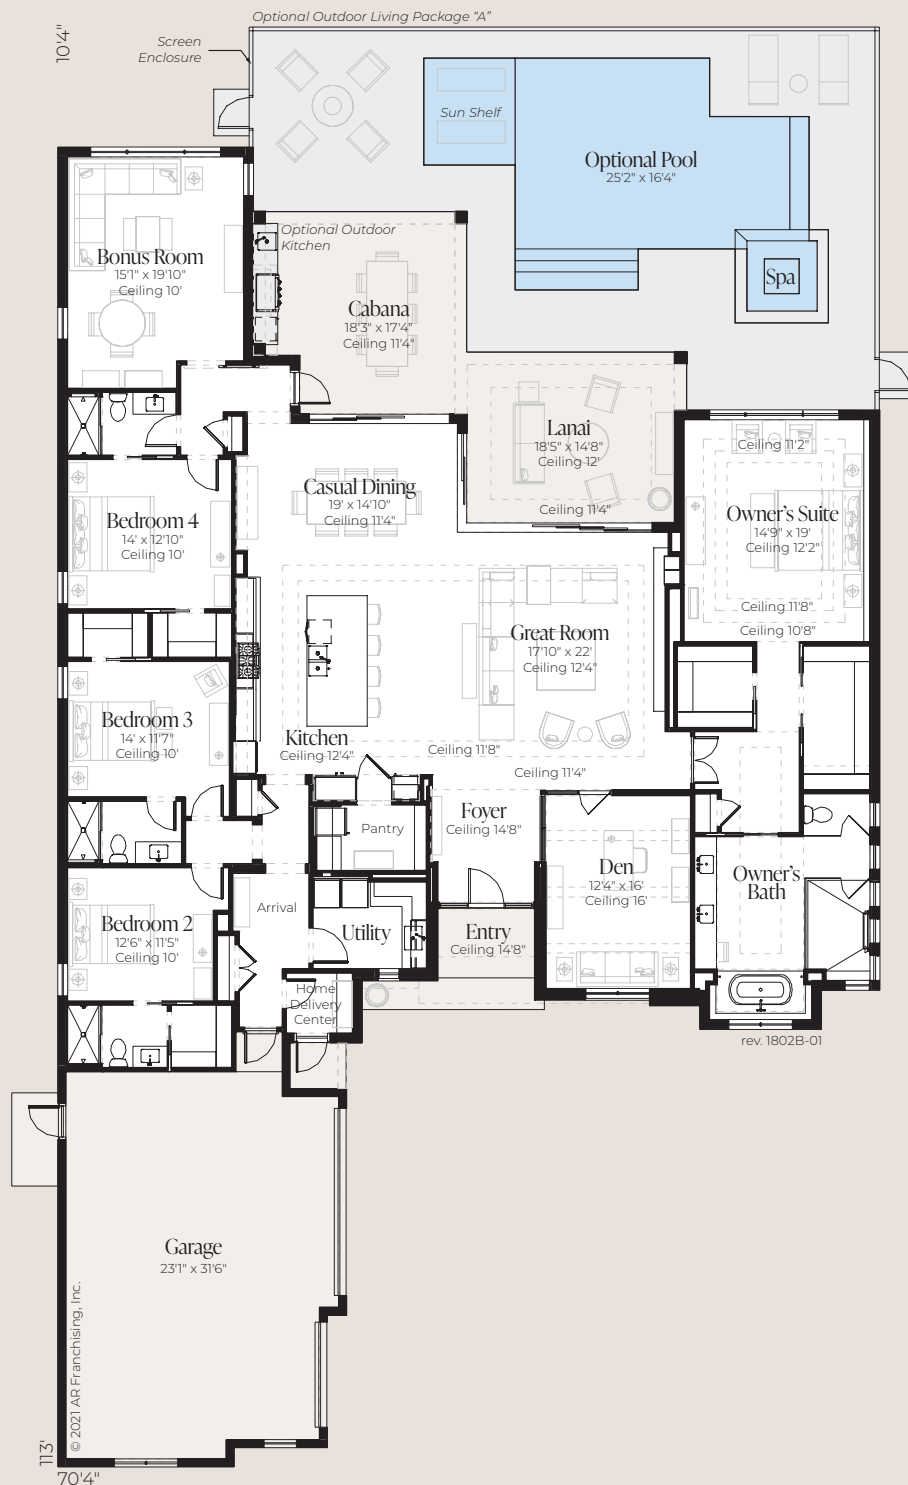 Optional Outdoor Living Package “A”
10'4"
Screen
Enclosure
Sun Shelf
Optional Pool
25'2" x 16'4"
Spa
Optional Outdoor
Kitchen
Bonus Room
15'1" x 19'10"
Ceiling 10'
Cabana
18'3" x 17'4"
Ceiling 11'4"
Lanai
18'5" x 14'8"
Ceiling 12'
Ceiling 11'4"
Ceiling 11'2"
Owner's Suite
14'9" x 19'
Ceiling 12'2"
Ceiling 11'8"
Ceiling 10'8"
Casual Dining
19' x 14'10"
Ceiling 11'4"
Bedroom 4
14' x 12'10"
Ceiling 10'
Great Room
17'10" x 22'
Ceiling 12'4"
Bedroom 3
14' x 11'7"
Ceiling 10'
Kitchen
Ceiling 12'4"
Ceiling 11'8"
Ceiling 11'4"
Foyer
Ceiling 14'8"
Pantry
Den
12'4" x 16'
Ceiling 16'
Owner's
Bath
Arrival
Bedroom 2
12'6" x 11'5"
Ceiling 10'
Utility
Entry
Ceiling 14'8"
Home
Delivery
Center
rev. 1802B-01
Garage
23'1" x 31'6"
© 2021 AR Franchising, Inc.
113'
70'4"